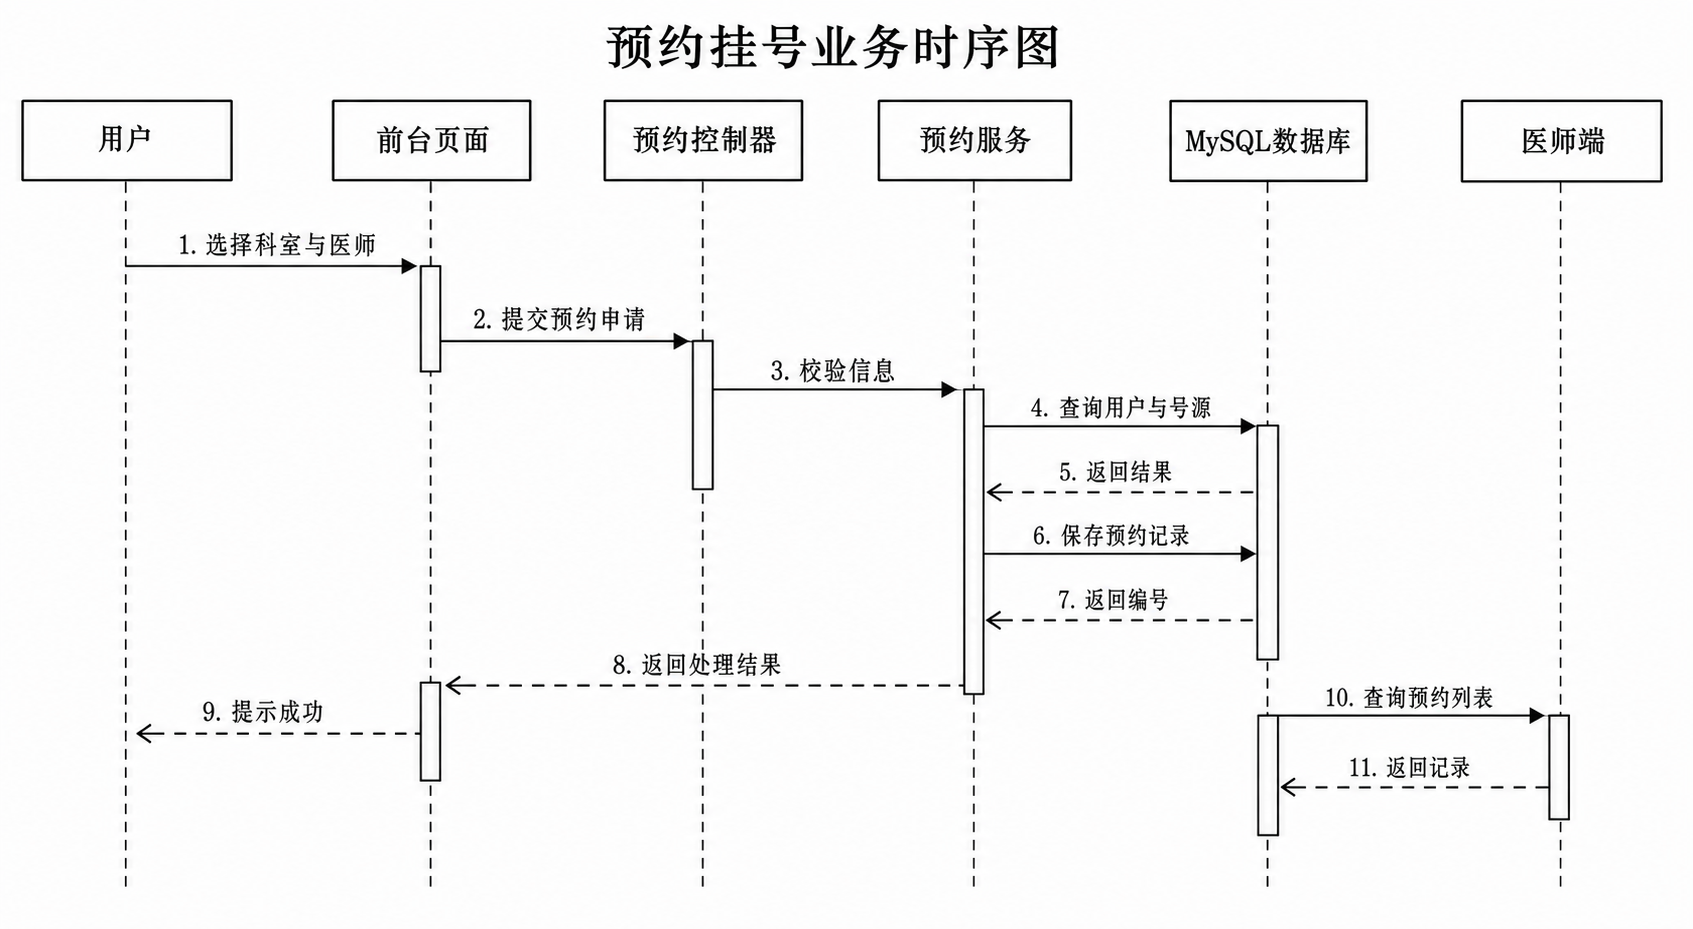 预约挂号业务时序图
用户
前台页面
预约控制器
预约服务
MySQL数据库
医师端
1. 选择科室与医师
2. 提交预约申请
3. 校验信息
4. 查询用户与号源
5. 返回结果
6. 保存预约记录
7. 返回编号
8. 返回处理结果
9. 提示成功
10. 查询预约列表
11. 返回记录